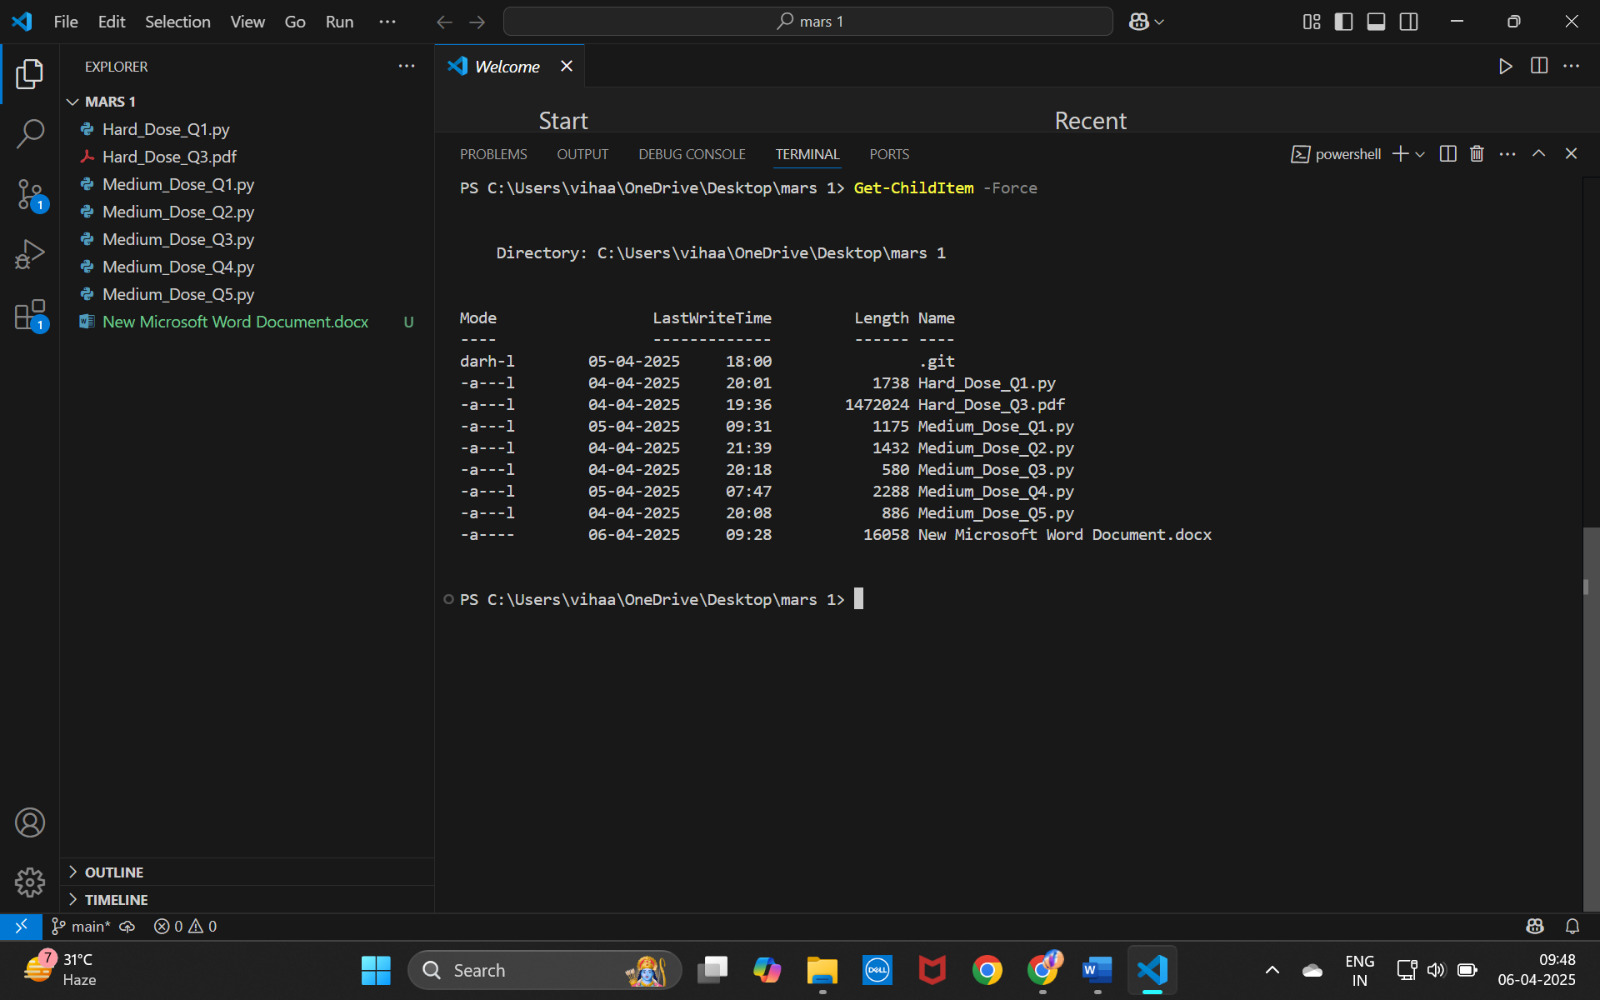 File Edit Selection View Go Run ··· mars 1
EXPLORER ···
MARS 1
Hard_Dose_Q1.py
Hard_Dose_Q3.pdf
Medium_Dose_Q1.py
Medium_Dose_Q2.py
Medium_Dose_Q3.py
Medium_Dose_Q4.py
Medium_Dose_Q5.py
New Microsoft Word Document.docx U
1
1
OUTLINE
TIMELINE
Welcome
Start Recent
PROBLEMS OUTPUT DEBUG CONSOLE TERMINAL PORTS powershell
PS C:\Users\vihaa\OneDrive\Desktop\mars 1> Get-ChildItem -Force
Directory: C:\Users\vihaa\OneDrive\Desktop\mars 1
Mode LastWriteTime Length Name
---- ------------- ------ ----
darh-l 05-04-2025 18:00 .git
-a---l 04-04-2025 20:01 1738 Hard_Dose_Q1.py
-a---l 04-04-2025 19:36 1472024 Hard_Dose_Q3.pdf
-a---l 05-04-2025 09:31 1175 Medium_Dose_Q1.py
-a---l 04-04-2025 21:39 1432 Medium_Dose_Q2.py
-a---l 04-04-2025 20:18 580 Medium_Dose_Q3.py
-a---l 05-04-2025 07:47 2288 Medium_Dose_Q4.py
-a---l 04-04-2025 20:08 886 Medium_Dose_Q5.py
-a---- 06-04-2025 09:28 16058 New Microsoft Word Document.docx
PS C:\Users\vihaa\OneDrive\Desktop\mars 1>
main* 0 0
7 31°C
Haze
Search
DELL
W
ENG
IN
09:48
06-04-2025